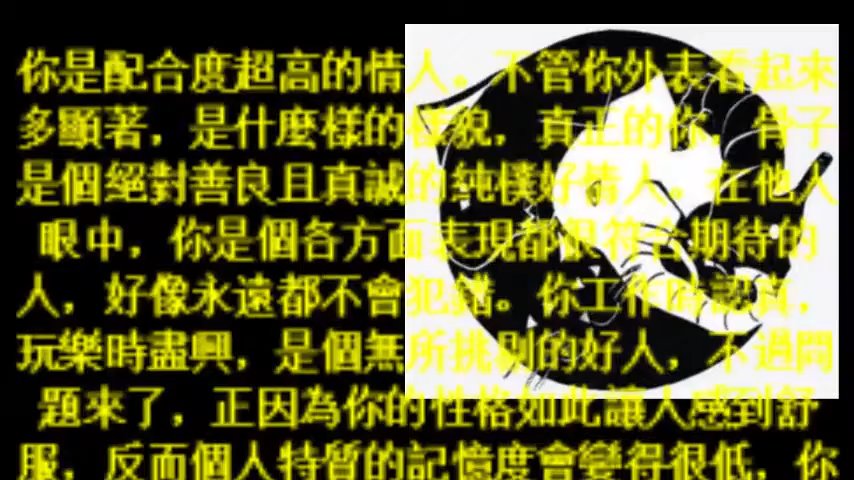 你是配合度超高的情人。不管你外表看起來
多顯著，是什麼樣的樣貌，真正的你，骨子
是個絕對善良且真誠的純樸好情人。在他人
眼中，你是個各方面表現都很符合期待的
人，好像永遠都不會犯錯。你工作時認真，
玩樂時盡興，是個無所挑剔的好人，不過問
題來了，正因為你的性格如此讓人感到舒
服，反而個人特質的記憶度會變得很低，你